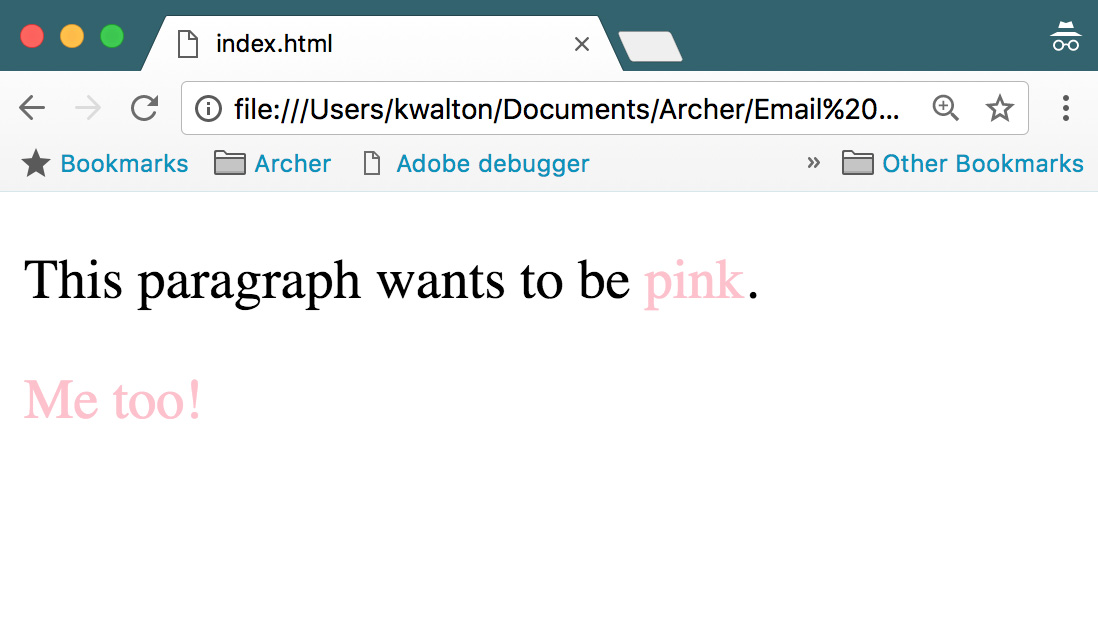 index.html
file:///Users/kwalton/Documents/Archer/Email%20...
Bookmarks Archer Adobe debugger » Other Bookmarks
This paragraph wants to be pink.
Me too!